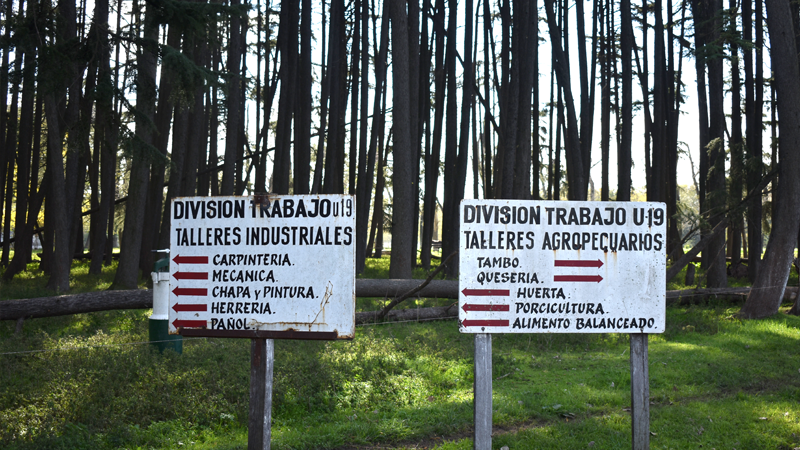 DIVISION TRABAJO U19
TALLERES INDUSTRIALES
CARPINTERIA.
MECANICA.
CHAPA y PINTURA.
HERRERIA.
PAÑOL.
DIVISION TRABAJO U-19
TALLERES AGROPECUARIOS
TAMBO.
QUESERIA.
HUERTA.
PORCICULTURA.
ALIMENTO BALANCEADO.